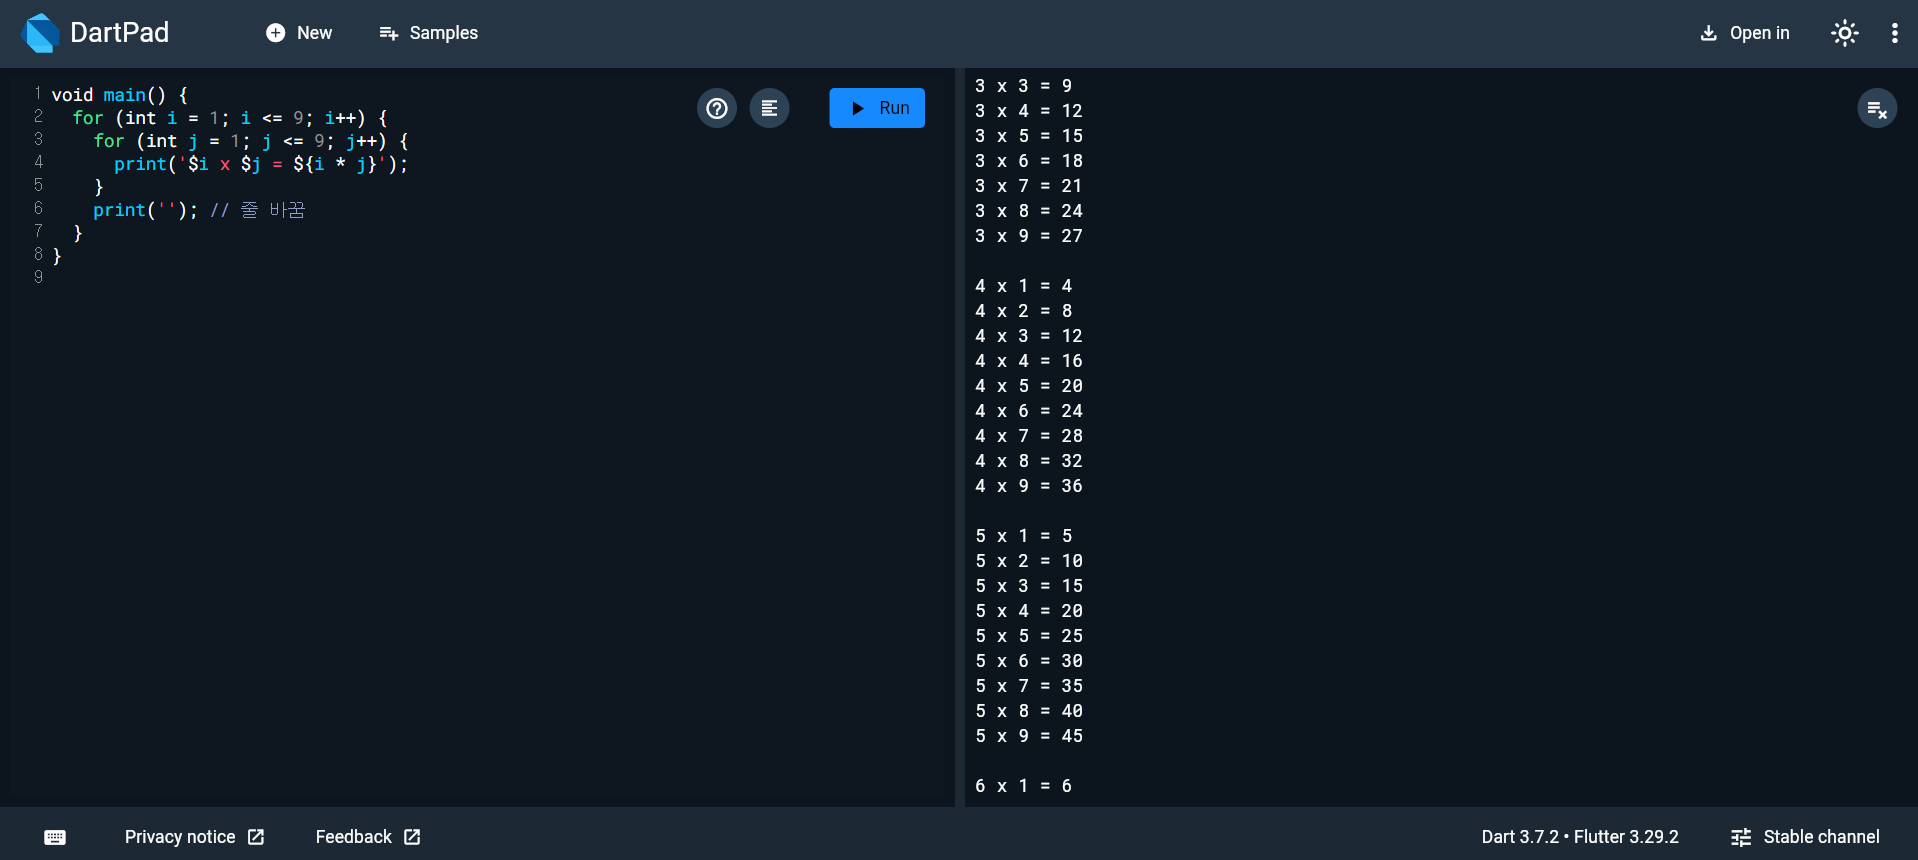 DartPad New Samples Open in
1 void main() {
2 for (int i = 1; i <= 9; i++) {
3 for (int j = 1; j <= 9; j++) {
4 print('$i x $j = ${i * j}');
5 }
6 print(''); // 줄 바꿈
7 }
8 }
9
Run
3 x 3 = 9
3 x 4 = 12
3 x 5 = 15
3 x 6 = 18
3 x 7 = 21
3 x 8 = 24
3 x 9 = 27
4 x 1 = 4
4 x 2 = 8
4 x 3 = 12
4 x 4 = 16
4 x 5 = 20
4 x 6 = 24
4 x 7 = 28
4 x 8 = 32
4 x 9 = 36
5 x 1 = 5
5 x 2 = 10
5 x 3 = 15
5 x 4 = 20
5 x 5 = 25
5 x 6 = 30
5 x 7 = 35
5 x 8 = 40
5 x 9 = 45
6 x 1 = 6
Privacy notice Feedback Dart 3.7.2 • Flutter 3.29.2 Stable channel